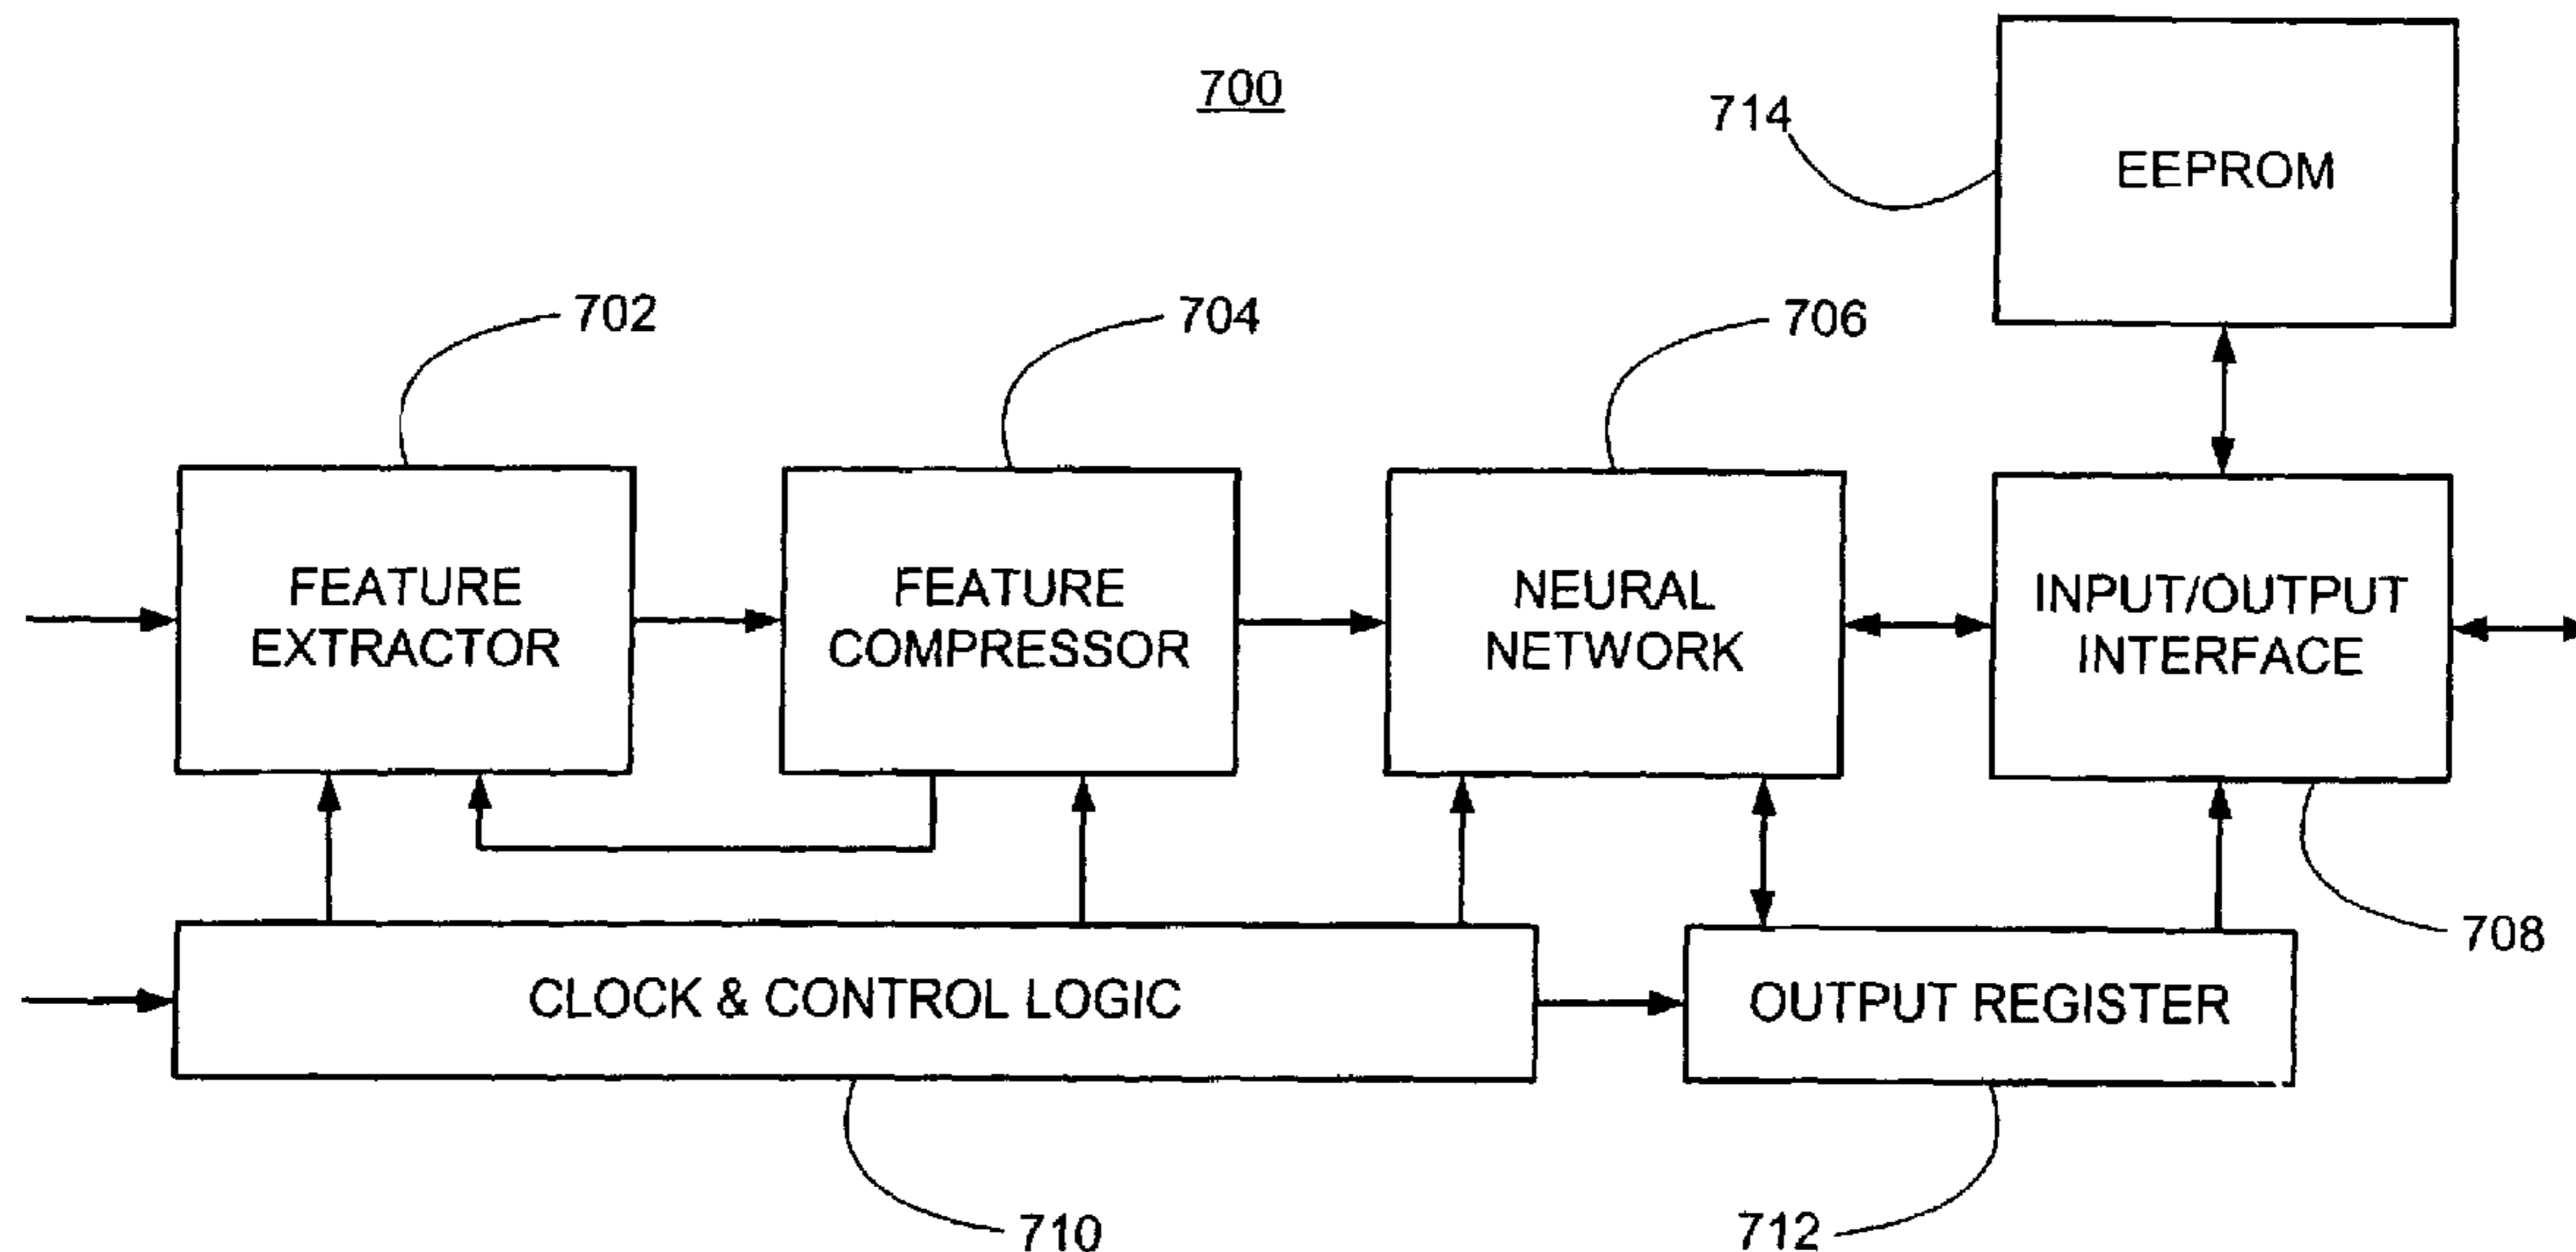 700
714
EEPROM
702
704
706
FEATURE
EXTRACTOR
FEATURE
COMPRESSOR
NEURAL
NETWORK
INPUT/OUTPUT
INTERFACE
708
CLOCK & CONTROL LOGIC
OUTPUT REGISTER
710
712